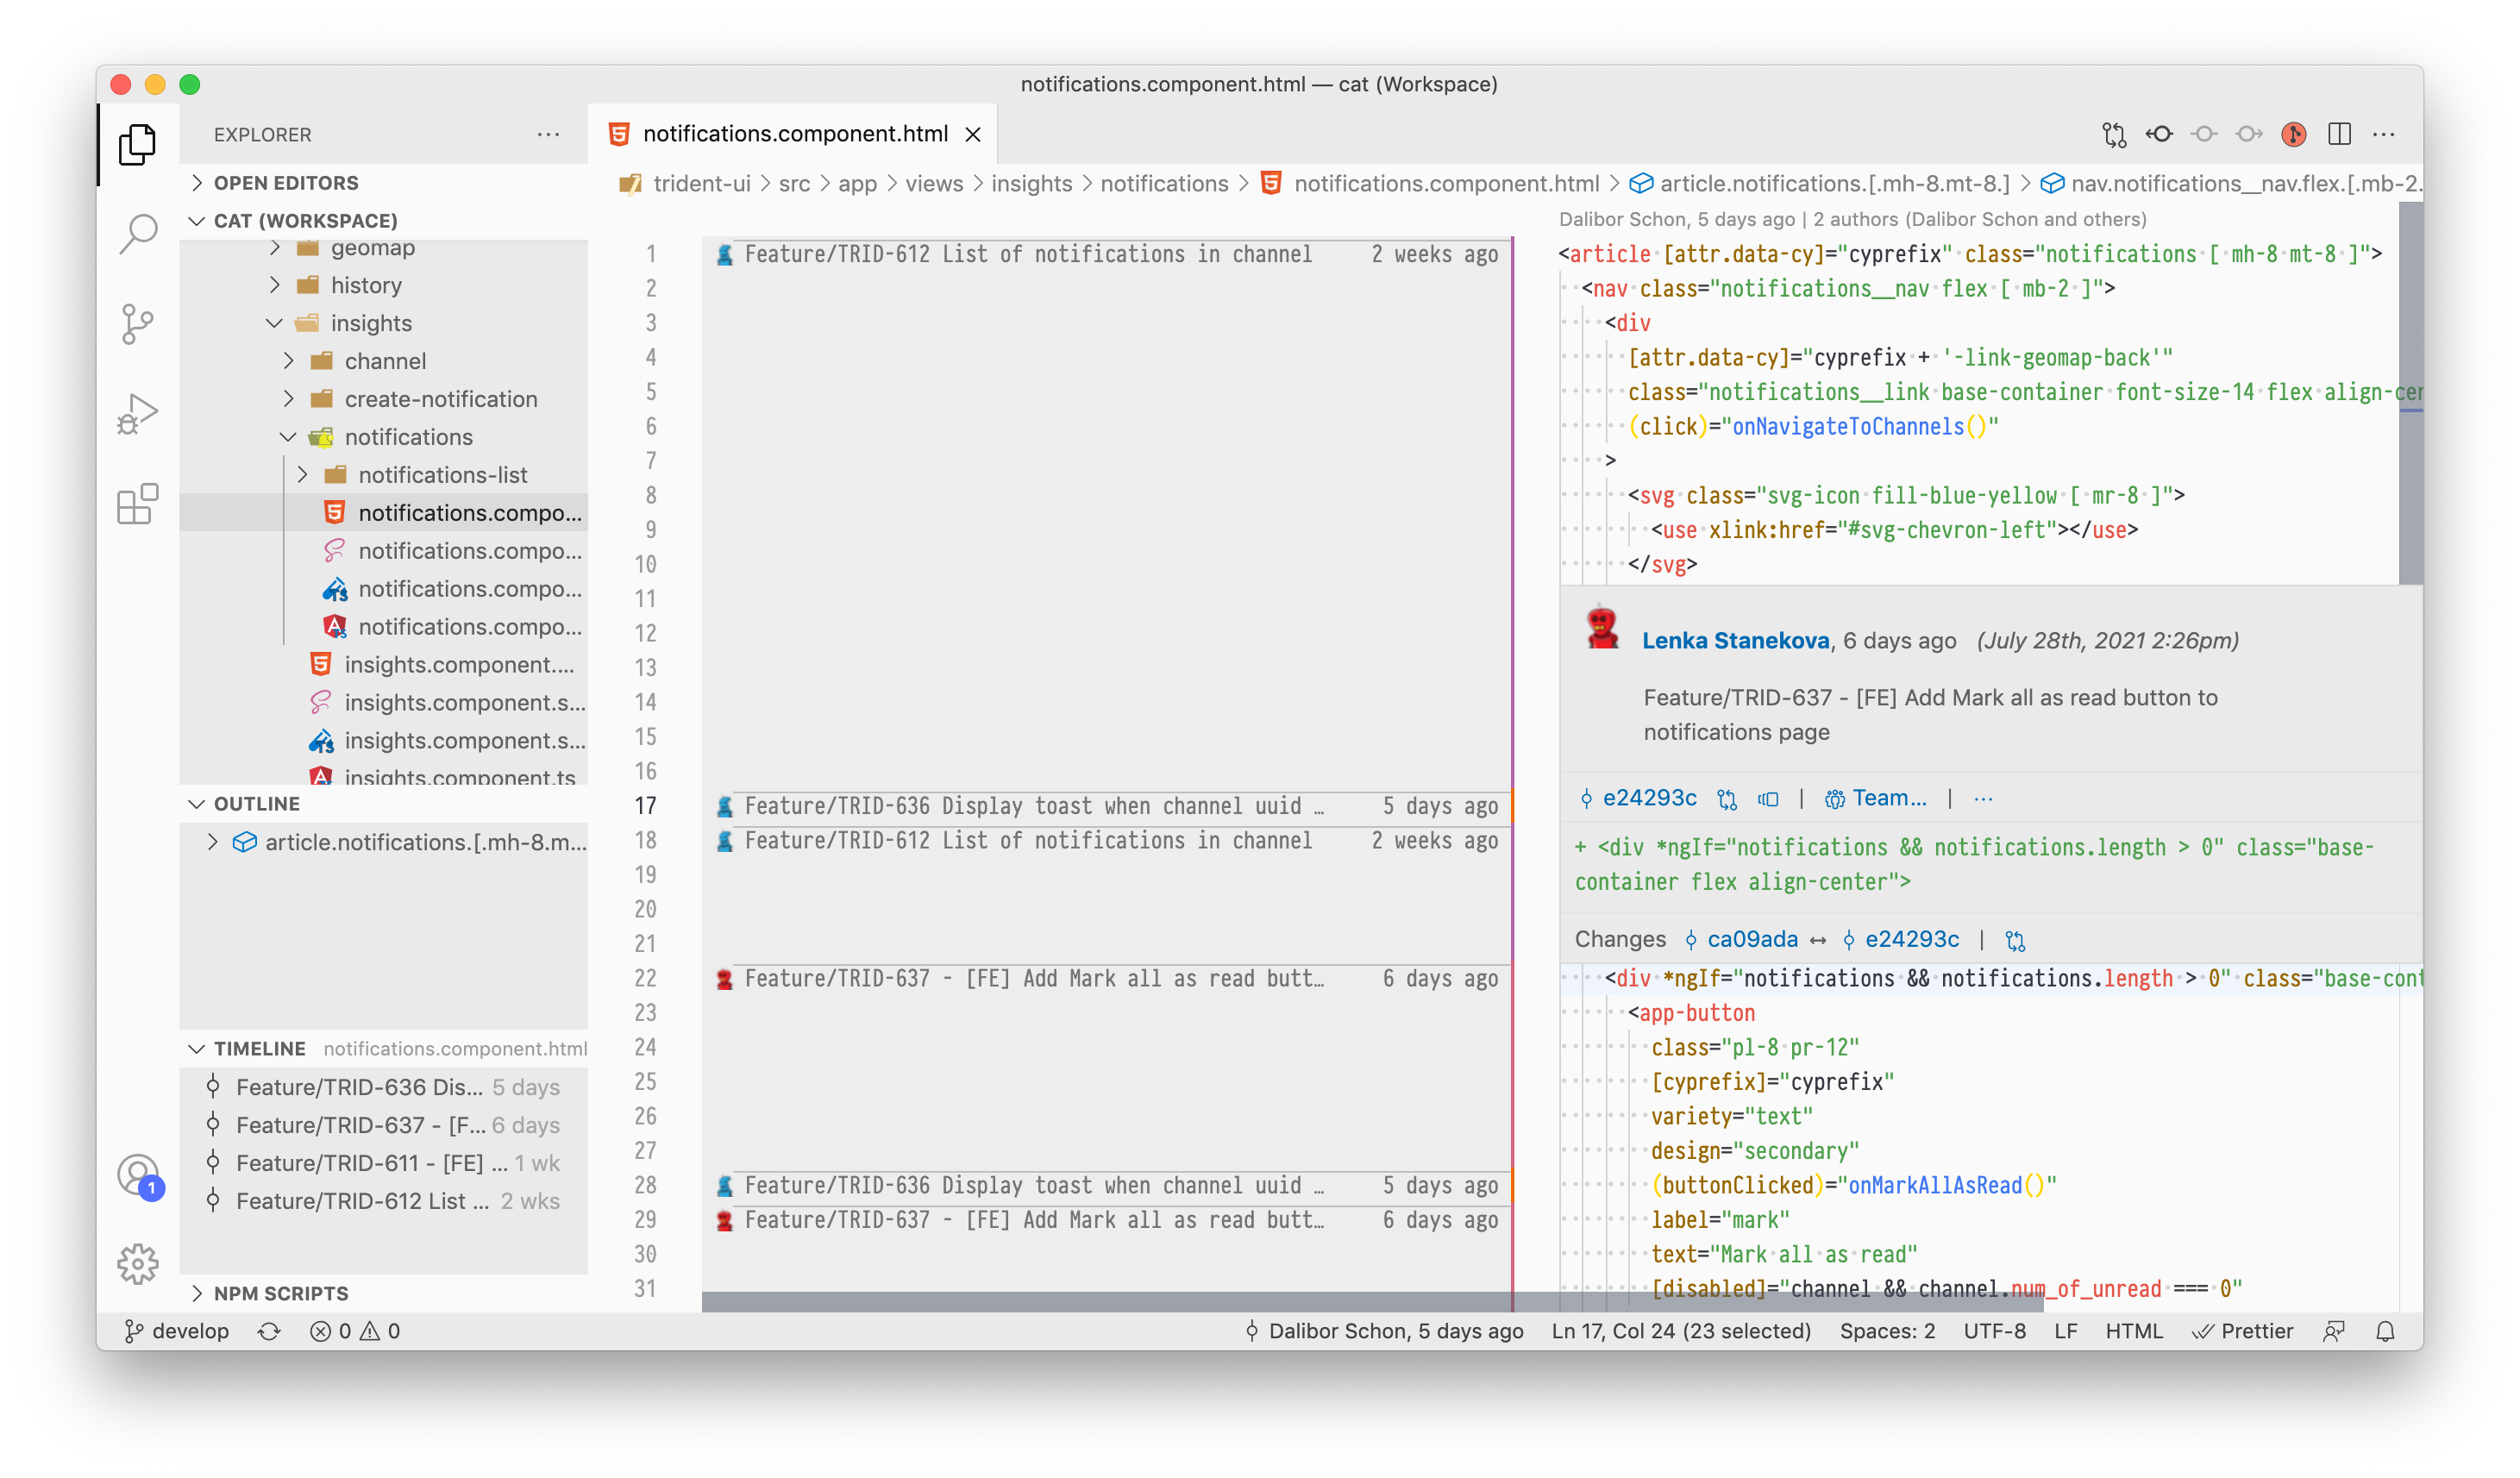 notifications.component.html — cat (Workspace)
EXPLORER
notifications.component.html
OPEN EDITORS
CAT (WORKSPACE)
geomap
history
insights
channel
create-notification
notifications
notifications-list
notifications.compo...
notifications.compo...
notifications.compo...
notifications.compo...
insights.component....
insights.component.s...
insights.component.s...
insights.component.ts
OUTLINE
article.notifications.[.mh-8.m...
TIMELINE notifications.component.html
Feature/TRID-636 Dis... 5 days
Feature/TRID-637 - [F... 6 days
Feature/TRID-611 - [FE] ... 1 wk
Feature/TRID-612 List ... 2 wks
NPM SCRIPTS
1
trident-ui > src > app > views > insights > notifications > notifications.component.html > article.notifications.[.mh-8.mt-8.] > nav.notifications__nav.flex.[.mb-2.
1 Feature/TRID-612 List of notifications in channel 2 weeks ago
2
3
4
5
6
7
8
9
10
11
12
13
14
15
16
17 Feature/TRID-636 Display toast when channel uuid … 5 days ago
18 Feature/TRID-612 List of notifications in channel 2 weeks ago
19
20
21
22 Feature/TRID-637 - [FE] Add Mark all as read butt… 6 days ago
23
24
25
26
27
28 Feature/TRID-636 Display toast when channel uuid … 5 days ago
29 Feature/TRID-637 - [FE] Add Mark all as read butt… 6 days ago
30
31
Dalibor Schon, 5 days ago | 2 authors (Dalibor Schon and others)
<article [attr.data-cy]="cyprefix" class="notifications [ mh-8 mt-8 ]">
<nav class="notifications__nav flex [ mb-2 ]">
<div
[attr.data-cy]="cyprefix + '-link-geomap-back'"
class="notifications__link base-container font-size-14 flex align-cen
(click)="onNavigateToChannels()"
>
<svg class="svg-icon fill-blue-yellow [ mr-8 ]">
<use xlink:href="#svg-chevron-left"></use>
</svg>
Lenka Stanekova, 6 days ago (July 28th, 2021 2:26pm)
Feature/TRID-637 - [FE] Add Mark all as read button to
notifications page
e24293c | Team... | ...
+ <div *ngIf="notifications && notifications.length > 0" class="base-
container flex align-center">
Changes ca09ada ↔ e24293c |
<div *ngIf="notifications && notifications.length > 0" class="base-cont
<app-button
class="pl-8 pr-12"
[cyprefix]="cyprefix"
variety="text"
design="secondary"
(buttonClicked)="onMarkAllAsRead()"
label="mark"
text="Mark all as read"
[disabled]="channel && channel.num_of_unread === 0"
develop 0 0 Dalibor Schon, 5 days ago Ln 17, Col 24 (23 selected) Spaces: 2 UTF-8 LF HTML Prettier